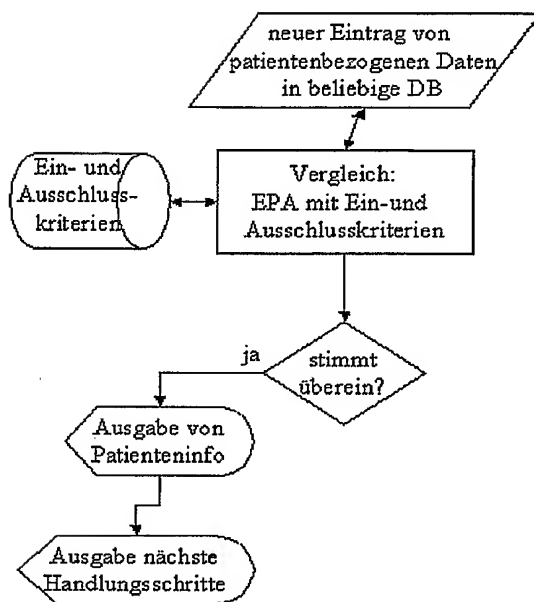 neuer Eintrag von
patientenbezogenen Daten
in beliebige DB
Ein- und
Ausschluss-
kriterien
Vergleich:
EPA mit Ein-und
Ausschlusskriterien
ja
stimmt
überein?
Ausgabe von
Patienteninfo
Ausgabe nächste
Handlungsschritte